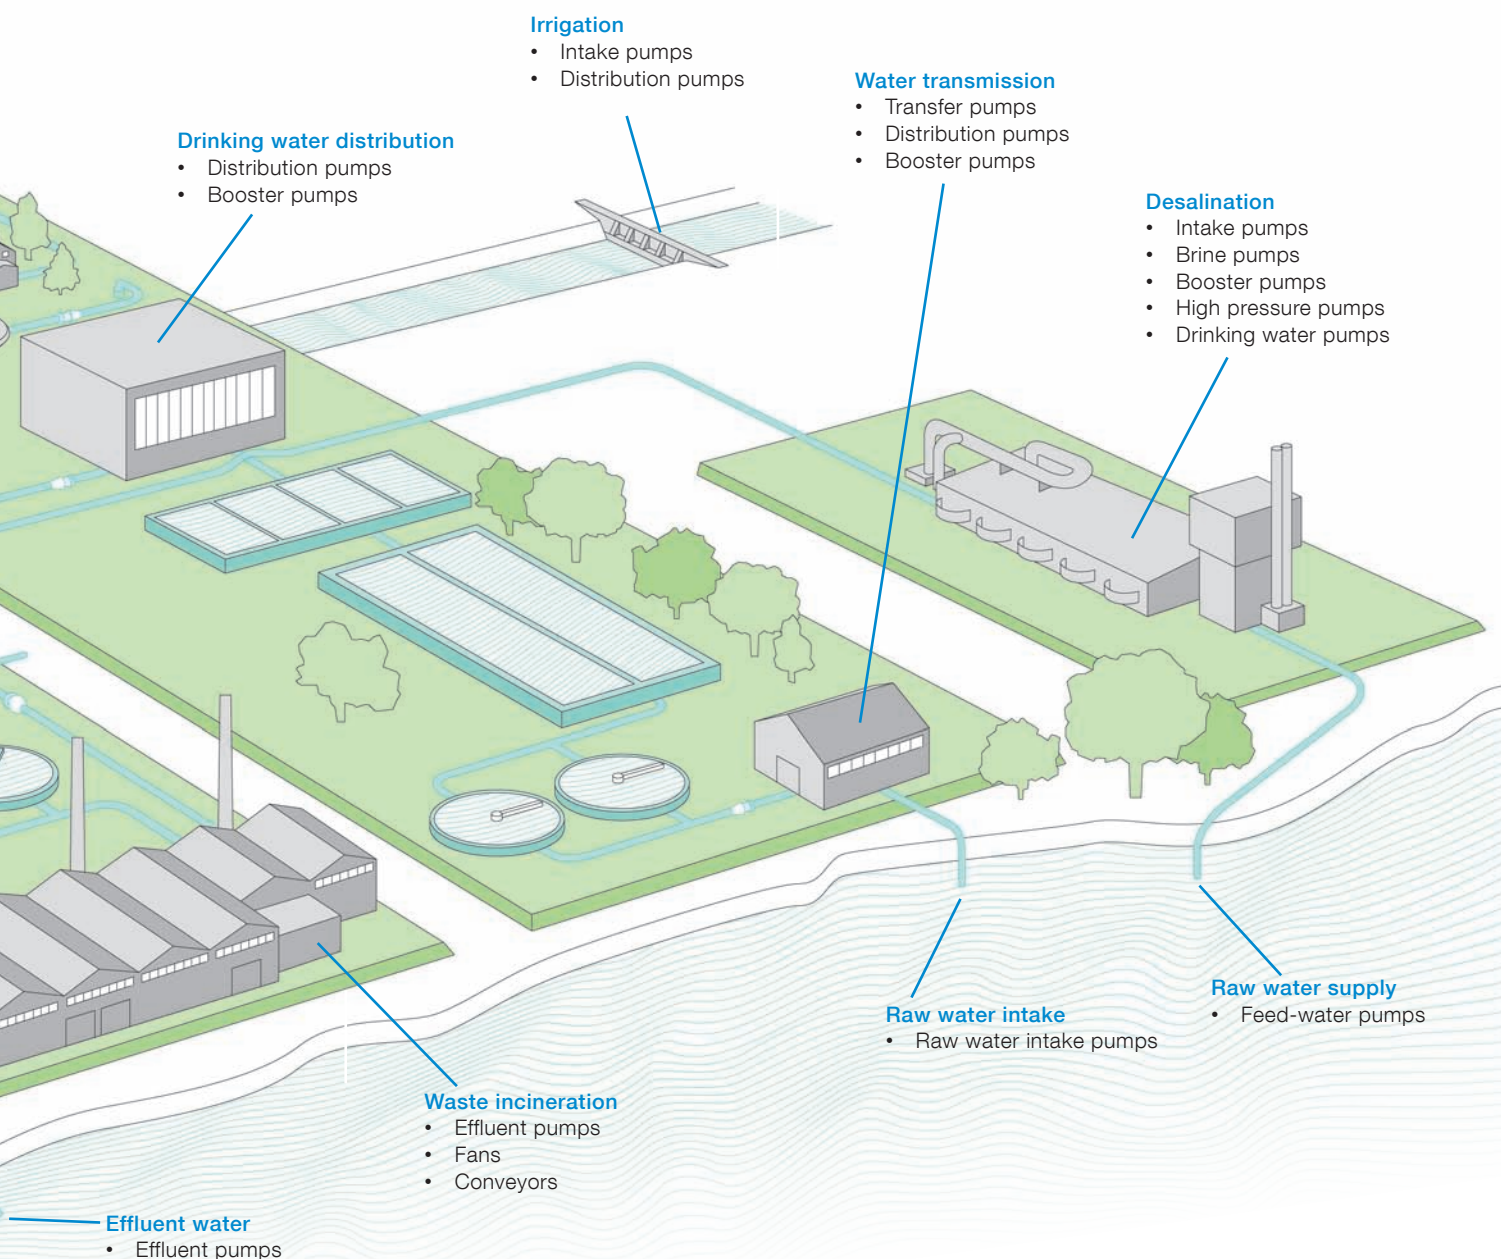 Irrigation
• Intake pumps
• Distribution pumps
Water transmission
• Transfer pumps
• Distribution pumps
• Booster pumps
Drinking water distribution
• Distribution pumps
• Booster pumps
Desalination
• Intake pumps
• Brine pumps
• Booster pumps
• High pressure pumps
• Drinking water pumps
Raw water supply
• Feed-water pumps
Raw water intake
• Raw water intake pumps
Waste incineration
• Effluent pumps
• Fans
• Conveyors
Effluent water
• Effluent pumps